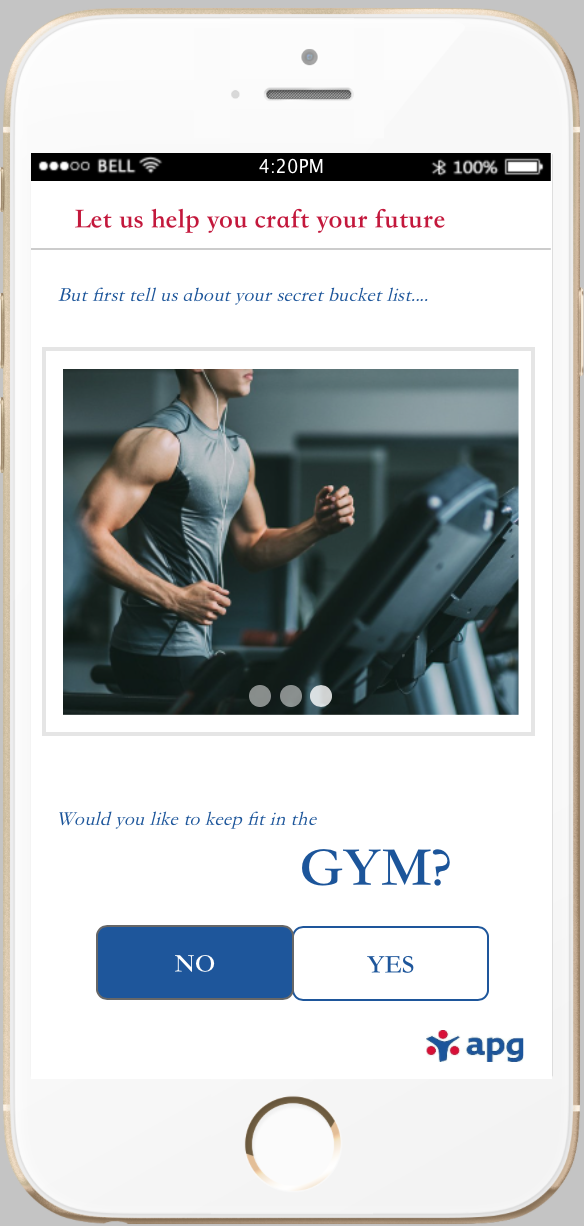 BELL 4:20PM 100%
Let us help you craft your future
But first tell us about your secret bucket list....
Would you like to keep fit in the
GYM?
NO YES
apg